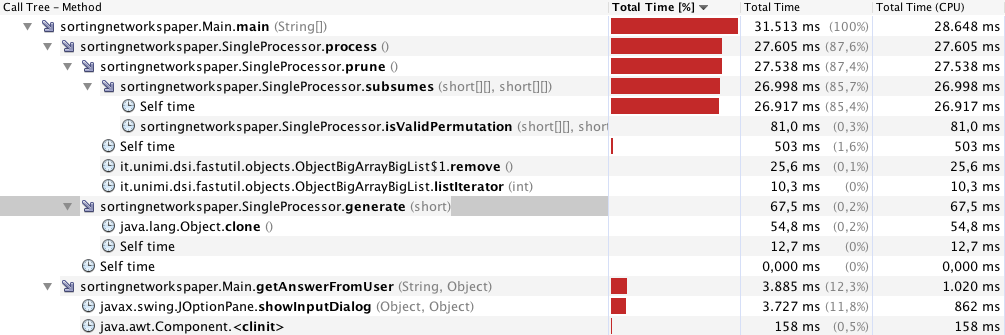 Call Tree - Method Total Time [%] Total Time Total Time (CPU)
sortingnetworkspaper.Main.main (String[]) 31.513 ms (100%) 28.648 ms
sortingnetworkspaper.SingleProcessor.process () 27.605 ms (87,6%) 27.605 ms
sortingnetworkspaper.SingleProcessor.prune () 27.538 ms (87,4%) 27.538 ms
sortingnetworkspaper.SingleProcessor.subsumes (short[][], short[][]) 26.998 ms (85,7%) 26.998 ms
Self time 26.917 ms (85,4%) 26.917 ms
sortingnetworkspaper.SingleProcessor.isValidPermutation (short[][], short 81,0 ms (0,3%) 81,0 ms
Self time 503 ms (1,6%) 503 ms
it.unimi.dsi.fastutil.objects.ObjectBigArrayBigList$1.remove () 25,6 ms (0,1%) 25,6 ms
it.unimi.dsi.fastutil.objects.ObjectBigArrayBigList.listIterator (int) 10,3 ms (0%) 10,3 ms
sortingnetworkspaper.SingleProcessor.generate (short) 67,5 ms (0,2%) 67,5 ms
java.lang.Object.clone () 54,8 ms (0,2%) 54,8 ms
Self time 12,7 ms (0%) 12,7 ms
Self time 0,000 ms (0%) 0,000 ms
sortingnetworkspaper.Main.getAnswerFromUser (String, Object) 3.885 ms (12,3%) 1.020 ms
javax.swing.JOptionPane.showInputDialog (Object, Object) 3.727 ms (11,8%) 862 ms
java.awt.Component.<clinit> 158 ms (0,5%) 158 ms